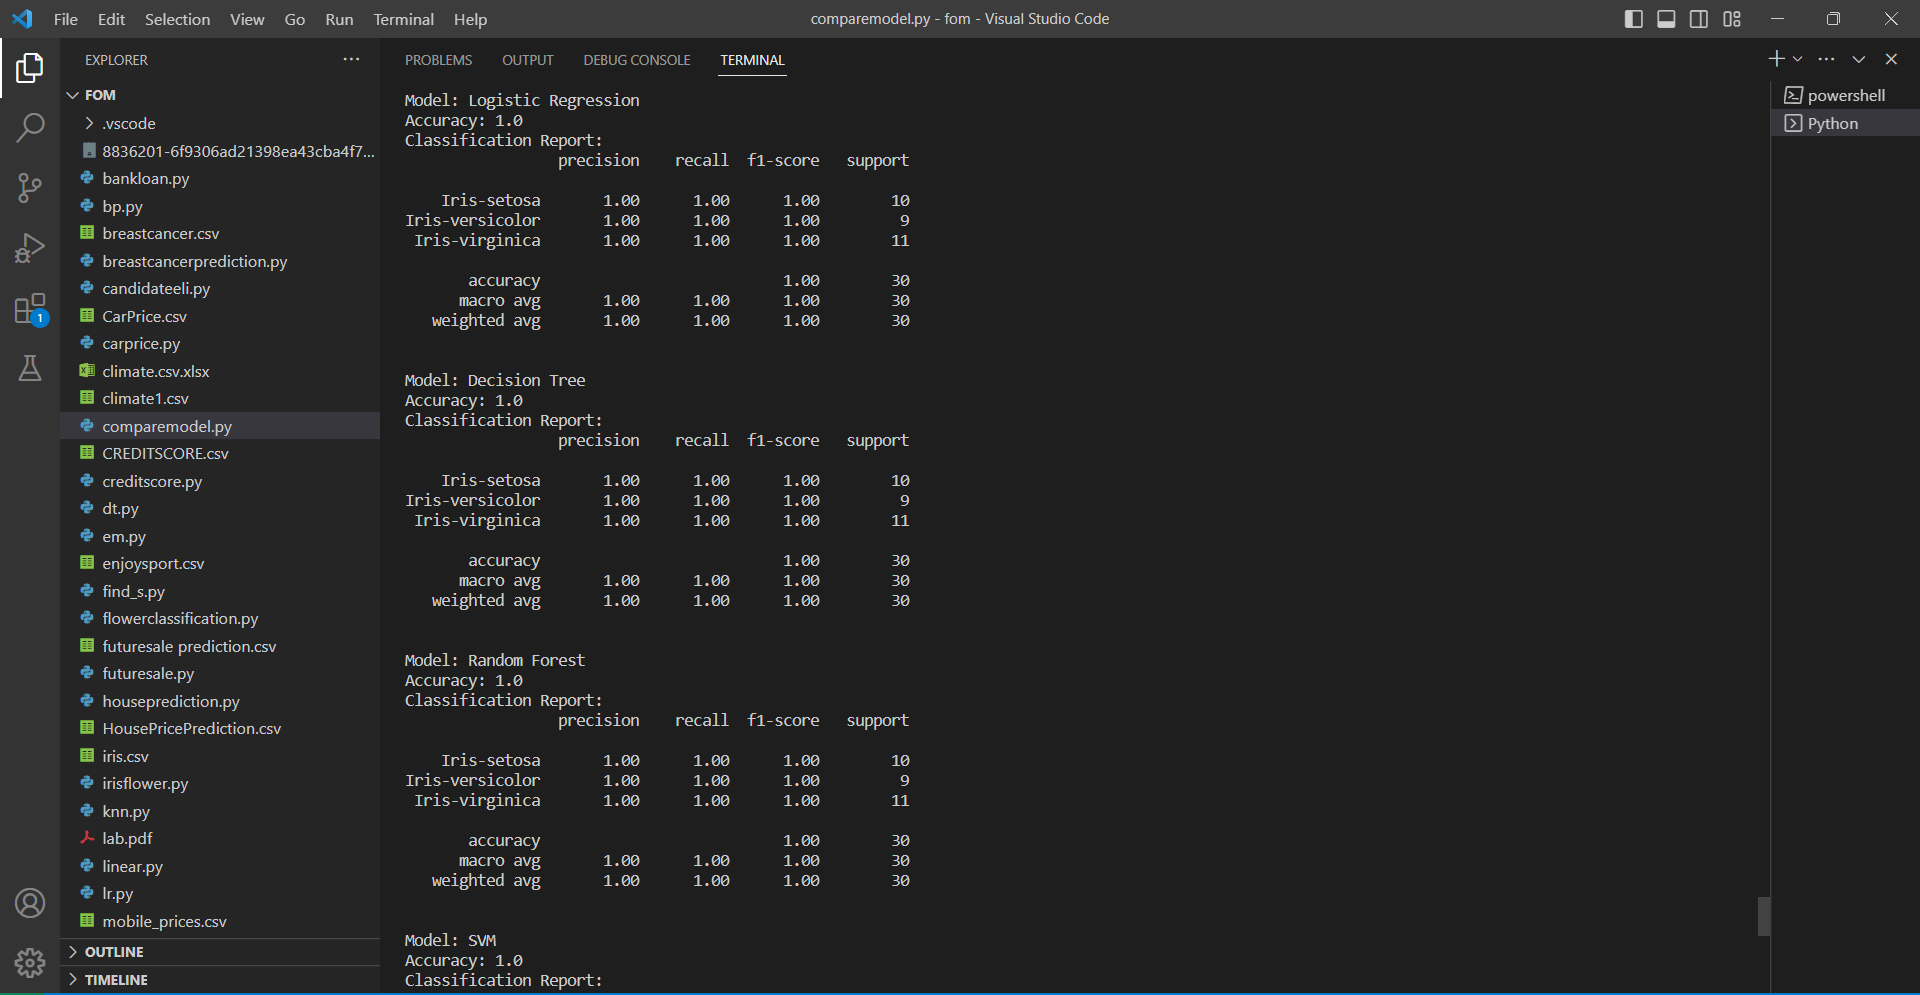 File Edit Selection View Go Run Terminal Help
comparemodel.py - fom - Visual Studio Code
EXPLORER
FOM
.vscode
8836201-6f9306ad21398ea43cba4f7...
bankloan.py
bp.py
breastcancer.csv
breastcancerprediction.py
candidateeli.py
CarPrice.csv
carprice.py
climate.csv.xlsx
climate1.csv
comparemodel.py
CREDITSCORE.csv
creditscore.py
dt.py
em.py
enjoysport.csv
find_s.py
flowerclassification.py
futuresale prediction.csv
futuresale.py
houseprediction.py
HousePricePrediction.csv
iris.csv
irisflower.py
knn.py
lab.pdf
linear.py
lr.py
mobile_prices.csv
OUTLINE
TIMELINE
1
PROBLEMS OUTPUT DEBUG CONSOLE TERMINAL
Model: Logistic Regression
Accuracy: 1.0
Classification Report:
precision recall f1-score support
Iris-setosa 1.00 1.00 1.00 10
Iris-versicolor 1.00 1.00 1.00 9
Iris-virginica 1.00 1.00 1.00 11
accuracy 1.00 30
macro avg 1.00 1.00 1.00 30
weighted avg 1.00 1.00 1.00 30
Model: Decision Tree
Accuracy: 1.0
Classification Report:
precision recall f1-score support
Iris-setosa 1.00 1.00 1.00 10
Iris-versicolor 1.00 1.00 1.00 9
Iris-virginica 1.00 1.00 1.00 11
accuracy 1.00 30
macro avg 1.00 1.00 1.00 30
weighted avg 1.00 1.00 1.00 30
Model: Random Forest
Accuracy: 1.0
Classification Report:
precision recall f1-score support
Iris-setosa 1.00 1.00 1.00 10
Iris-versicolor 1.00 1.00 1.00 9
Iris-virginica 1.00 1.00 1.00 11
accuracy 1.00 30
macro avg 1.00 1.00 1.00 30
weighted avg 1.00 1.00 1.00 30
Model: SVM
Accuracy: 1.0
Classification Report:
powershell
Python